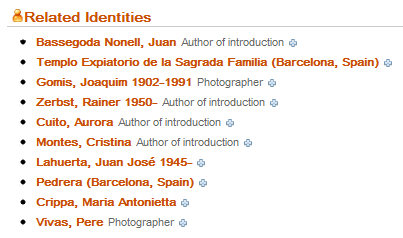 Related Identities
Bassegoda Nonell, Juan Author of introduction
Templo Expiatorio de la Sagrada Familia (Barcelona, Spain)
Gomis, Joaquim 1902-1991 Photographer
Zerbst, Rainer 1950- Author of introduction
Cuito, Aurora Author of introduction
Montes, Cristina Author of introduction
Lahuerta, Juan José 1945-
Pedrera (Barcelona, Spain)
Crippa, Maria Antonietta
Vivas, Pere Photographer